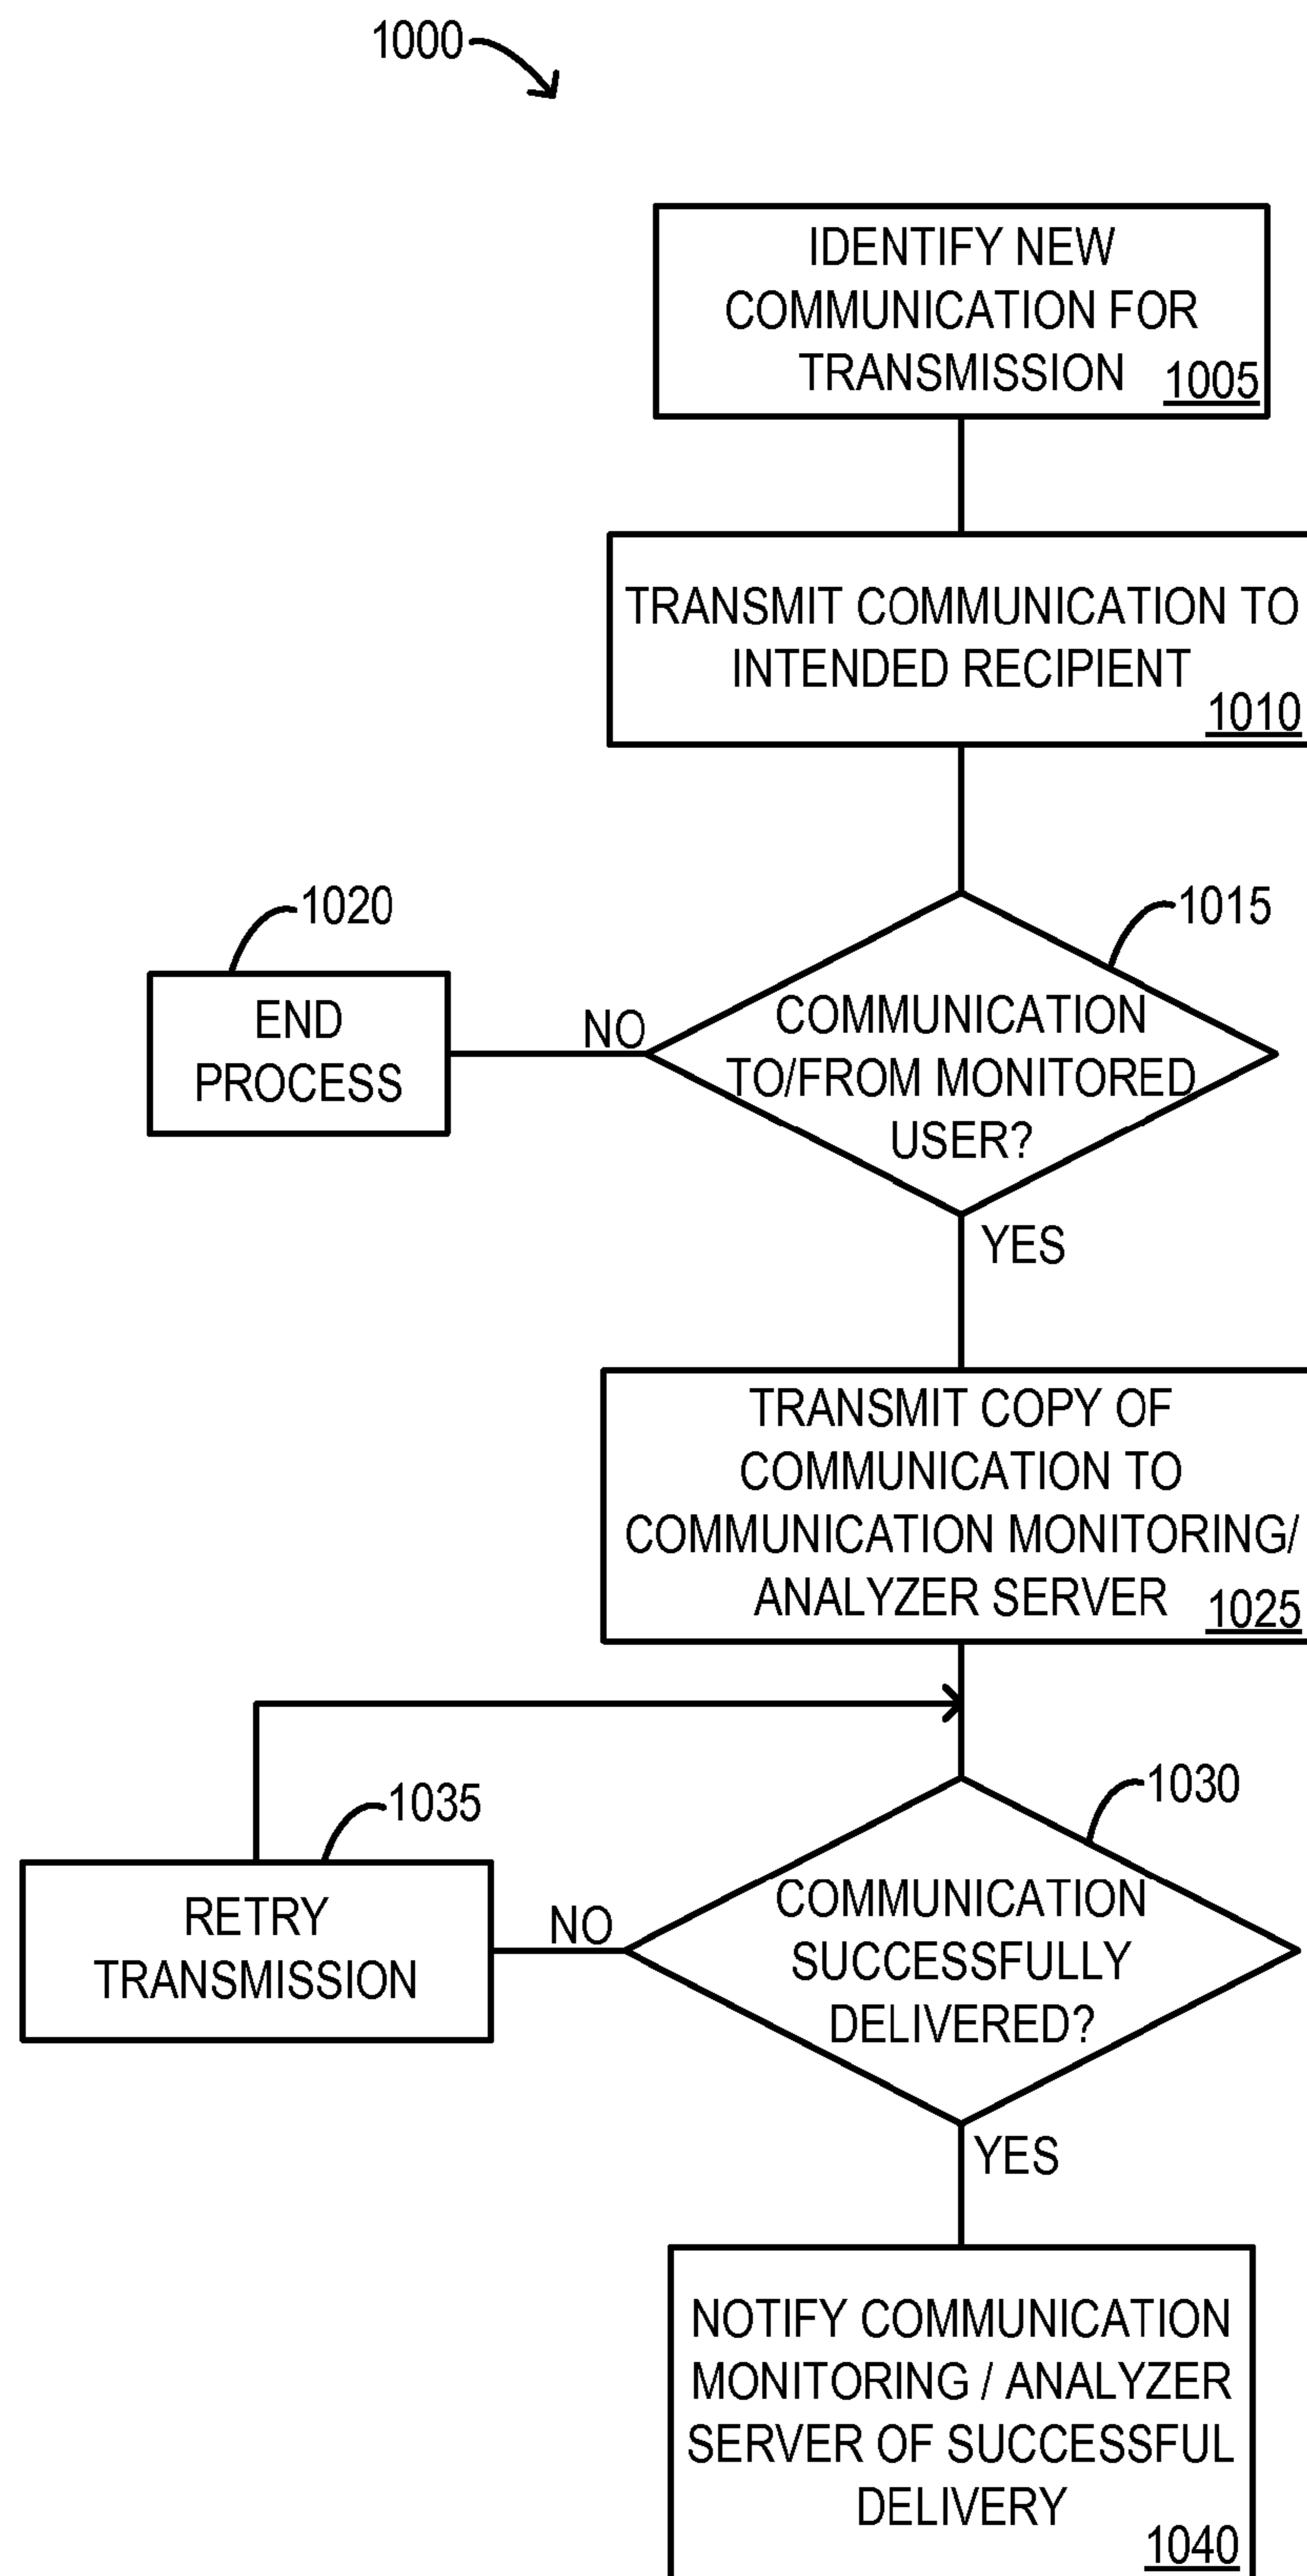 1000
IDENTIFY NEW
COMMUNICATION FOR
TRANSMISSION 1005
TRANSMIT COMMUNICATION TO
INTENDED RECIPIENT
1010
1020
1015
END
PROCESS
NO
COMMUNICATION
TO/FROM MONITORED
USER?
YES
TRANSMIT COPY OF
COMMUNICATION TO
COMMUNICATION MONITORING/
ANALYZER SERVER 1025
1035
1030
RETRY
TRANSMISSION
NO
COMMUNICATION
SUCCESSFULLY
DELIVERED?
YES
NOTIFY COMMUNICATION
MONITORING / ANALYZER
SERVER OF SUCCESSFUL
DELIVERY
1040